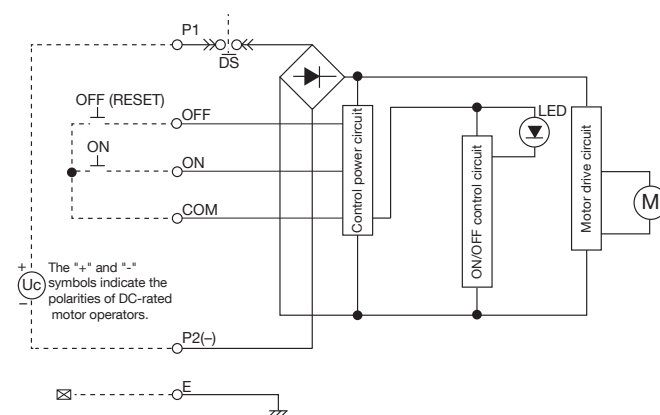 P1
DS
OFF (RESET)
OFF
ON
ON
COM
Control power circuit
LED
ON/OFF control circuit
Motor drive circuit
M
+
Uc
–
The "+" and "-"
symbols indicate the
polarities of DC-rated
motor operators.
P2(–)
E